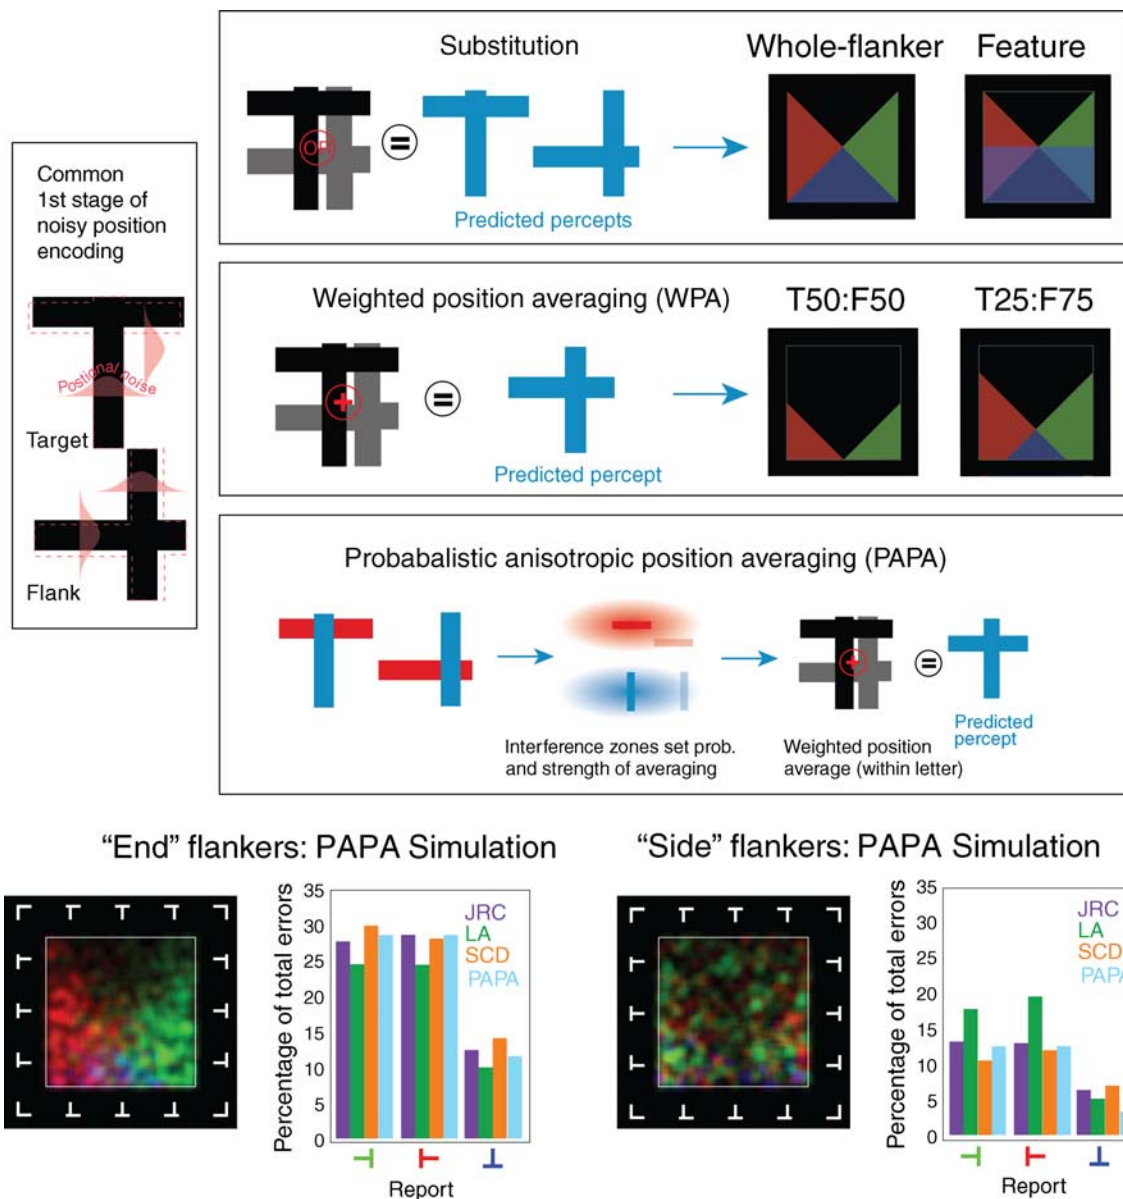 Substitution
Whole-flanker
Feature
OR
=
Predicted percepts
Common
1st stage of
noisy position
encoding
Postional noise
Target
Flank
Weighted position averaging (WPA)
T50:F50
T25:F75
+
=
Predicted percept
Probabalistic anisotropic position averaging (PAPA)
+
=
Predicted
percept
Interference zones set prob.
and strength of averaging
Weighted position
average (within letter)
“End” flankers: PAPA Simulation
Percentage of total errors
35
30
25
20
15
10
5
0
JRC
LA
SCD
PAPA
Report
“Side” flankers: PAPA Simulation
Percentage of total errors
35
30
25
20
15
10
5
0
JRC
LA
SCD
PAPA
Report